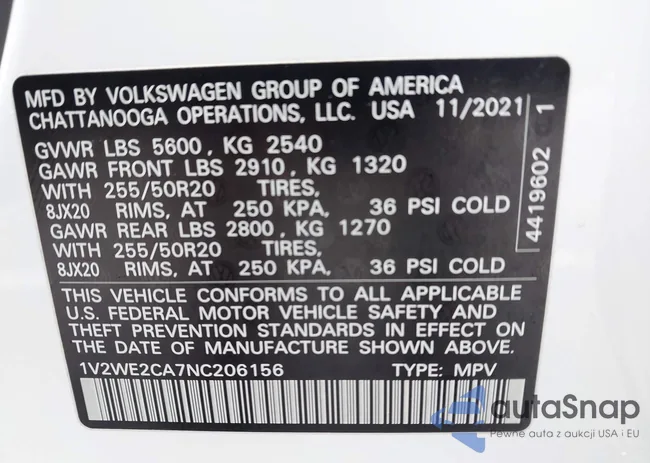 MFD BY VOLKSWAGEN GROUP OF AMERICA
CHATTANOOGA OPERATIONS, LLC. USA 11/2021
GVWR LBS 5600, KG 2540
GAWR FRONT LBS 2910, KG 1320
WITH 255/50R20 TIRES,
8JX20 RIMS, AT 250 KPA, 36 PSI COLD
GAWR REAR LBS 2800, KG 1270
WITH 255/50R20 TIRES,
8JX20 RIMS, AT 250 KPA, 36 PSI COLD
THIS VEHICLE CONFORMS TO ALL APPLICABLE
U.S. FEDERAL MOTOR VEHICLE SAFETY AND
THEFT PREVENTION STANDARDS IN EFFECT ON
THE DATE OF MANUFACTURE SHOWN ABOVE.
1V2WE2CA7NC206156 TYPE: MPV
4419602 C 1
autaSnap
Pewne auta z aukcji USA i EU